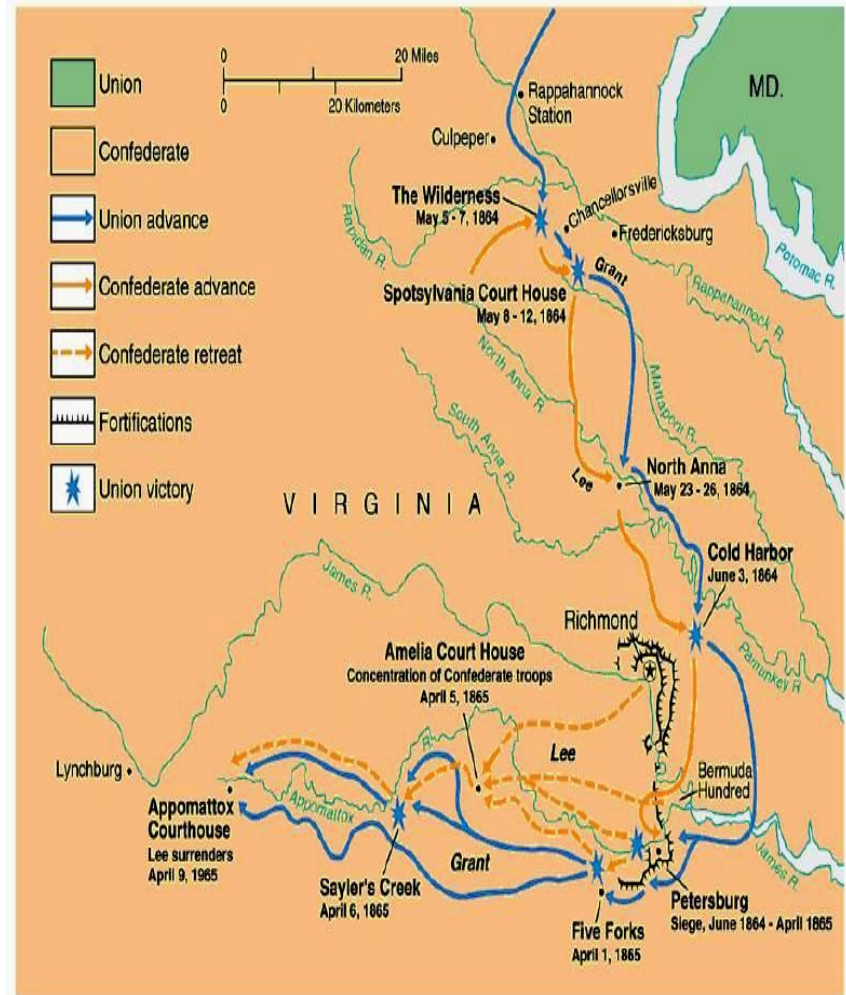 0 20 Miles
0 20 Kilometers
Union
Confederate
Union advance
Confederate advance
Confederate retreat
Fortifications
Union victory
MD.
Rappahannock
Station
Culpeper
The Wilderness
May 5 - 7, 1864
Chancellorsville
Fredericksburg
Rapidan R.
Potomac R.
Rappahannock R.
Grant
Spotsylvania Court House
May 8 - 12, 1864
North Anna R.
Mattaponi R.
South Anna R.
Lee
North Anna
May 23 - 26, 1864
VIRGINIA
Cold Harbor
June 3, 1864
James R.
Richmond
Pamunkey R.
Amelia Court House
Concentration of Confederate troops
April 5, 1865
Lee
Bermuda
Hundred
Lynchburg
R.
Appomattox
Appomattox
Courthouse
Lee surrenders
April 9, 1965
Grant
James R.
Sayler's Creek
April 6, 1865
Petersburg
Siege, June 1864 - April 1865
Five Forks
April 1, 1865